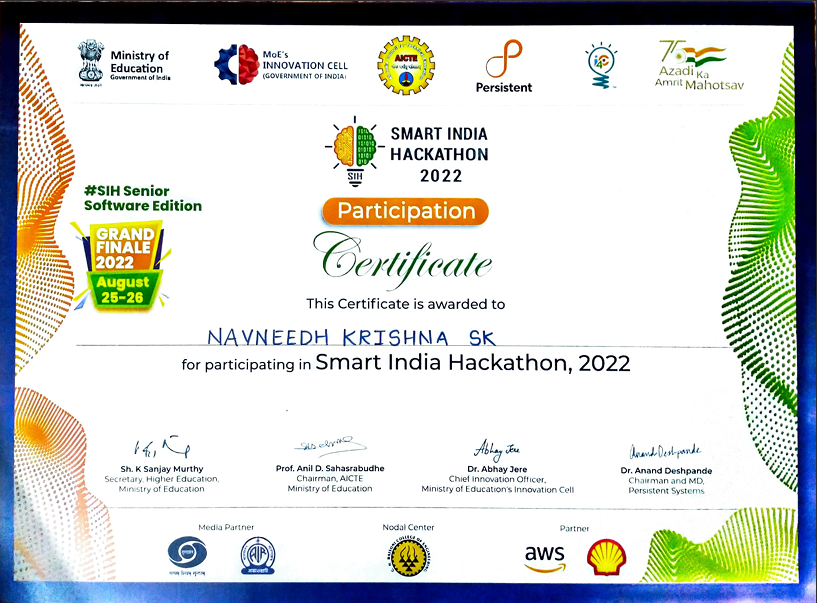 Ministry of
Education
Government of India
MoE's
INNOVATION CELL
(GOVERNMENT OF INDIA)
AICTE
Persistent
75
Azadi Ka
Amrit Mahotsav
SMART INDIA
HACKATHON
2022
SIH
#SIH Senior
Software Edition
GRAND
FINALE
2022
August
25-26
Participation
Certificate
This Certificate is awarded to
NAVNEEDH KRISHNA SK
for participating in Smart India Hackathon, 2022
Abhay Jere
Anand Deshpande
Sh. K Sanjay Murthy
Secretary, Higher Education,
Ministry of Education
Prof. Anil D. Sahasrabudhe
Chairman, AICTE
Ministry of Education
Dr. Abhay Jere
Chief Innovation Officer,
Ministry of Education's Innovation Cell
Dr. Anand Deshpande
Chairman and MD,
Persistent Systems
Media Partner
Nodal Center
Partner
AIR
aws